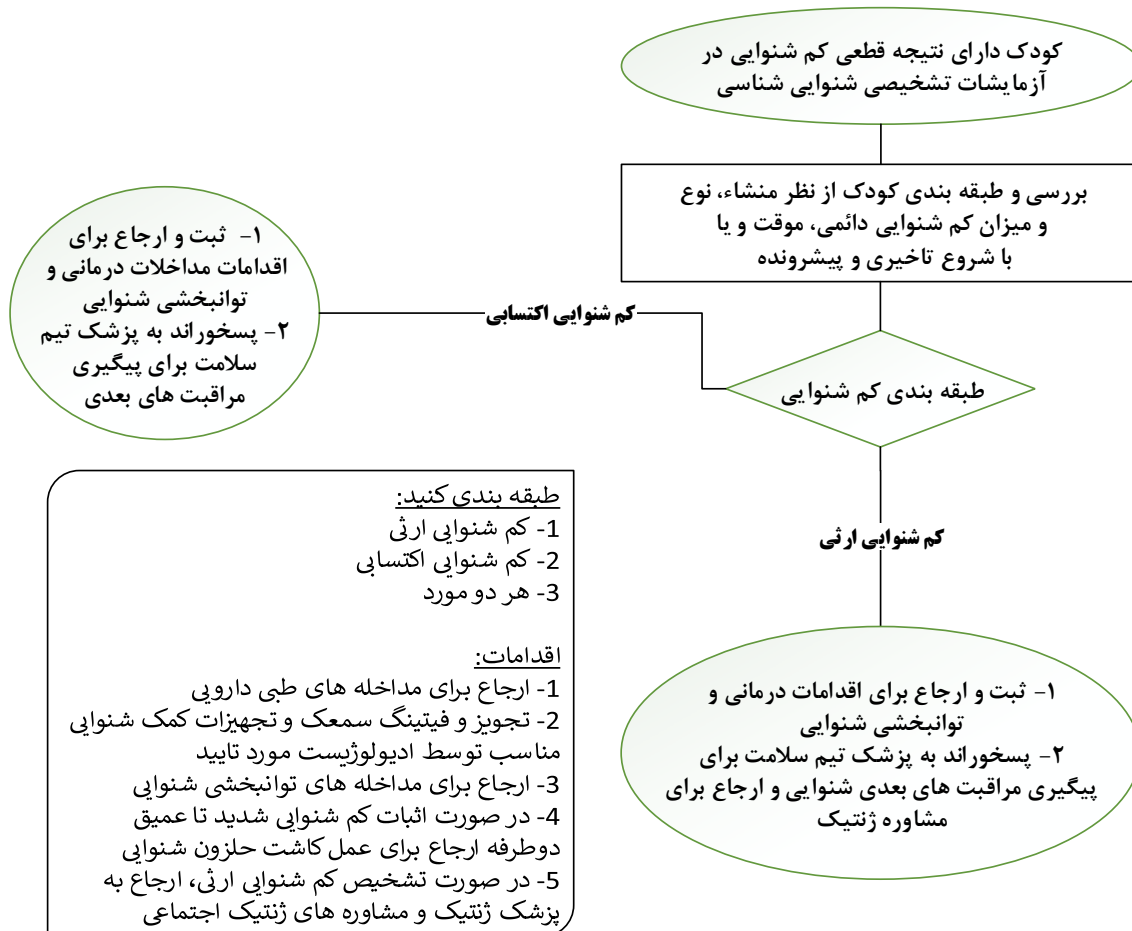 کودک دارای نتیجه قطعی کم شنوایی در
آزمایشات تشخیصی شنوایی شناسی
بررسی و طبقه بندی کودک از نظر منشاء، نوع
و میزان کم شنوایی دائمی، موقت و یا
با شروع تاخیری و پیشرونده
طبقه بندی کم شنوایی
کم شنوایی اکتسابی
۱- ثبت و ارجاع برای
اقدامات مداخلات درمانی و
توانبخشی شنوایی
۲- پسخوراند به پزشک تیم
سلامت برای پیگیری
مراقبت های بعدی
کم شنوایی ارثی
۱- ثبت و ارجاع برای اقدامات درمانی و
توانبخشی شنوایی
۲- پسخوراند به پزشک تیم سلامت برای
پیگیری مراقبت های بعدی شنوایی و ارجاع برای
مشاوره ژنتیک
طبقه بندی کنید:
1- کم شنوایی ارثی
2- کم شنوایی اکتسابی
3- هر دو مورد
اقدامات:
1- ارجاع برای مداخله های طبی دارویی
2- تجویز و فیتینگ سمعک و تجهیزات کمک شنوایی
مناسب توسط ادیولوژیست مورد تایید
3- ارجاع برای مداخله های توانبخشی شنوایی
4- در صورت اثبات کم شنوایی شدید تا عمیق
دوطرفه ارجاع برای عمل کاشت حلزون شنوایی
5- در صورت تشخیص کم شنوایی ارثی، ارجاع به
پزشک ژنتیک و مشاوره های ژنتیک اجتماعی